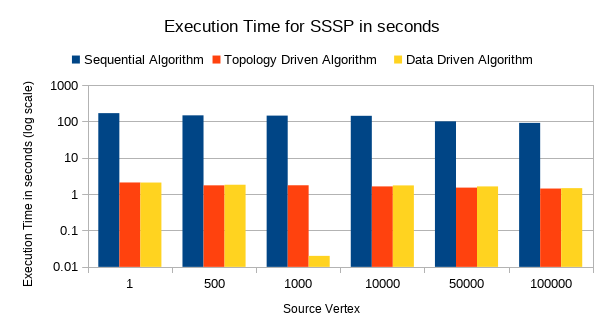 Execution Time for SSSP in seconds
Sequential Algorithm Topology Driven Algorithm Data Driven Algorithm
Execution Time in seconds (log scale)
1000
100
10
1
0.1
0.01
1 500 1000 10000 50000 100000
Source Vertex